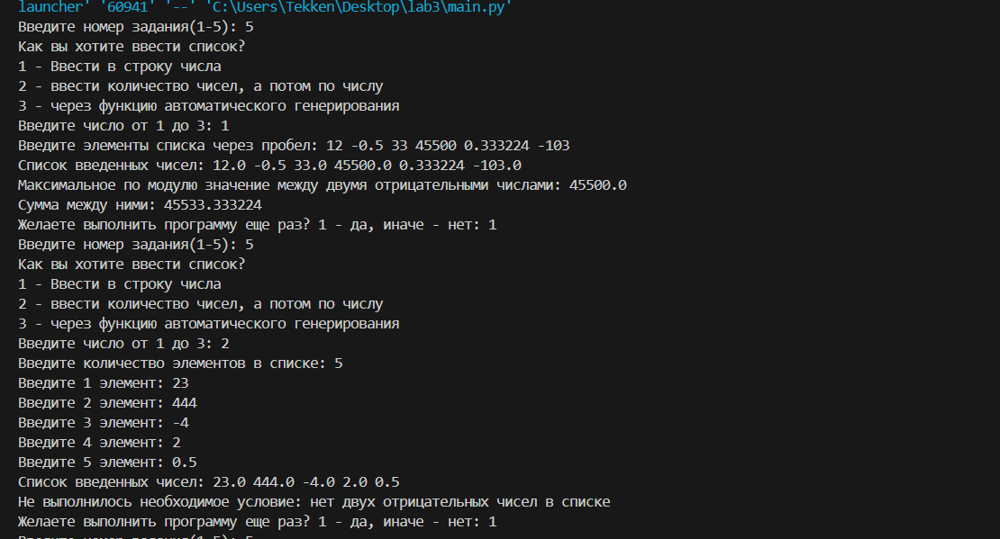 launcher' '60941' '--' 'C:\Users\Tekken\Desktop\lab3\main.py'
Введите номер задания(1-5): 5
Как вы хотите ввести список?
1 - Ввести в строку числа
2 - ввести количество чисел, а потом по числу
3 - через функцию автоматического генерирования
Введите число от 1 до 3: 1
Введите элементы списка через пробел: 12 -0.5 33 45500 0.333224 -103
Список введенных чисел: 12.0 -0.5 33.0 45500.0 0.333224 -103.0
Максимальное по модулю значение между двумя отрицательными числами: 45500.0
Сумма между ними: 45533.333224
Желаете выполнить программу еще раз? 1 - да, иначе - нет: 1
Введите номер задания(1-5): 5
Как вы хотите ввести список?
1 - Ввести в строку числа
2 - ввести количество чисел, а потом по числу
3 - через функцию автоматического генерирования
Введите число от 1 до 3: 2
Введите количество элементов в списке: 5
Введите 1 элемент: 23
Введите 2 элемент: 444
Введите 3 элемент: -4
Введите 4 элемент: 2
Введите 5 элемент: 0.5
Список введенных чисел: 23.0 444.0 -4.0 2.0 0.5
Не выполнилось необходимое условие: нет двух отрицательных чисел в списке
Желаете выполнить программу еще раз? 1 - да, иначе - нет: 1